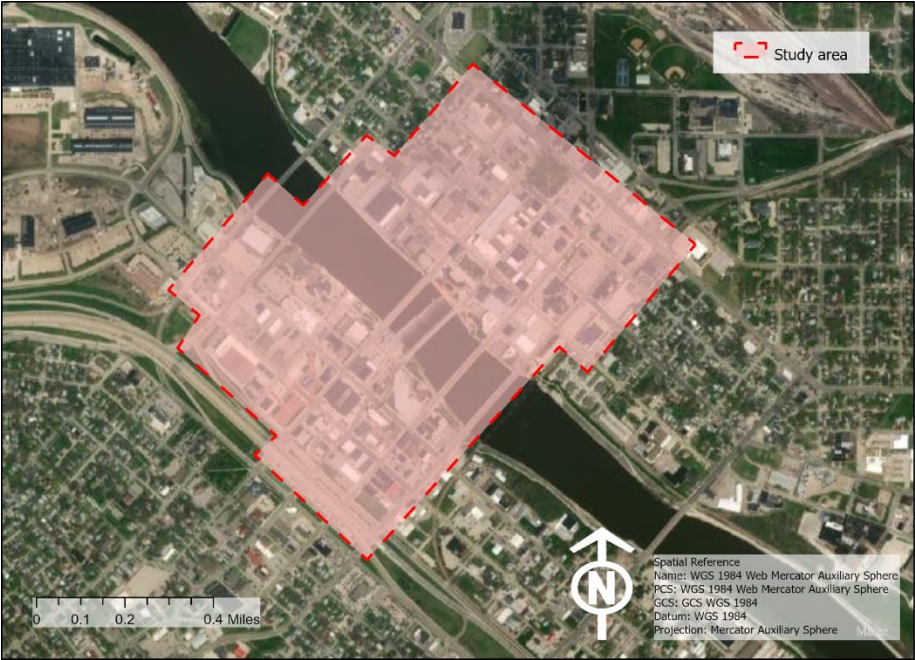 Study area
0 0.1 0.2 0.4 Miles
N
Spatial Reference
Name: WGS 1984 Web Mercator Auxiliary Sphere
PCS: WGS 1984 Web Mercator Auxiliary Sphere
GCS: GCS WGS 1984
Datum: WGS 1984
Projection: Mercator Auxiliary Sphere